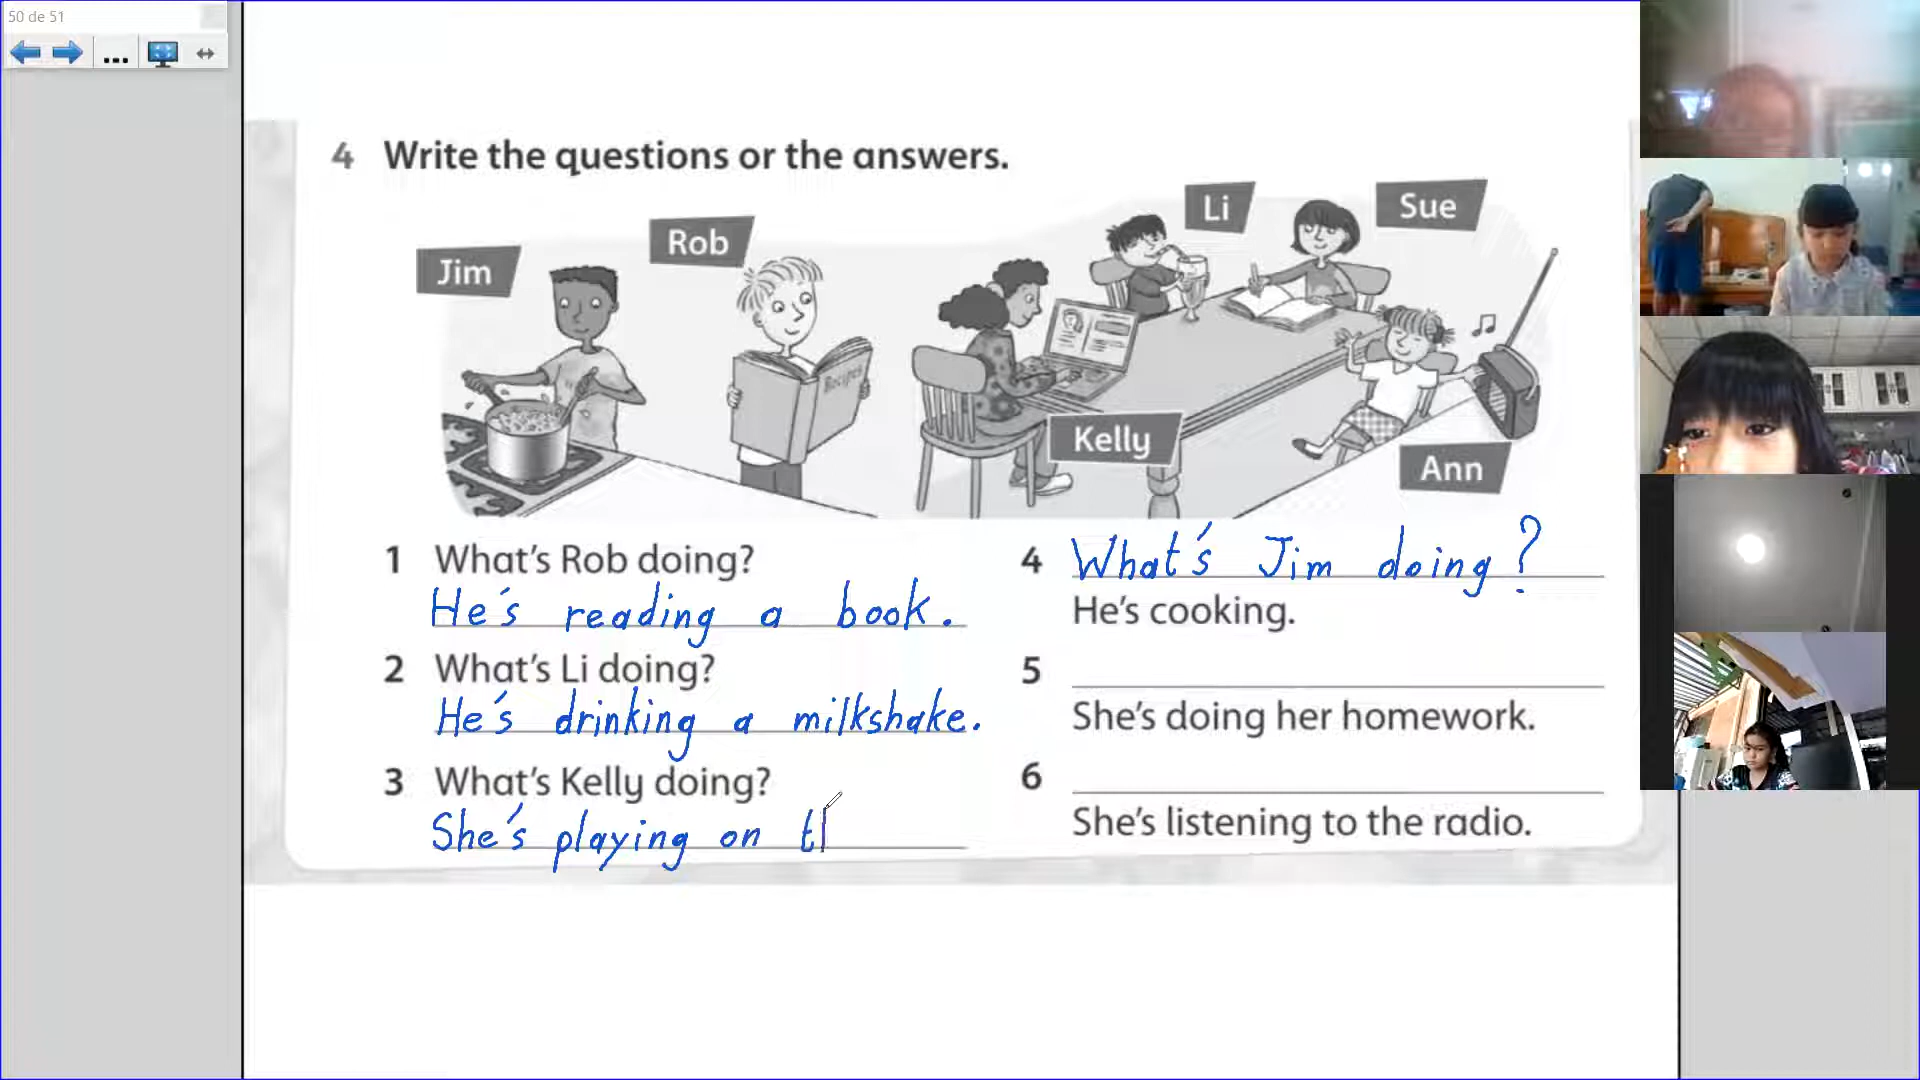 50 de 51
...
4 Write the questions or the answers.
Jim
Rob
Li
Sue
Recipes
Kelly
Ann
1 What's Rob doing?
He's reading a book.
2 What's Li doing?
He's drinking a milkshake.
3 What's Kelly doing?
She's playing on tl
4 What's Jim doing?
He's cooking.
5
She's doing her homework.
6
She's listening to the radio.